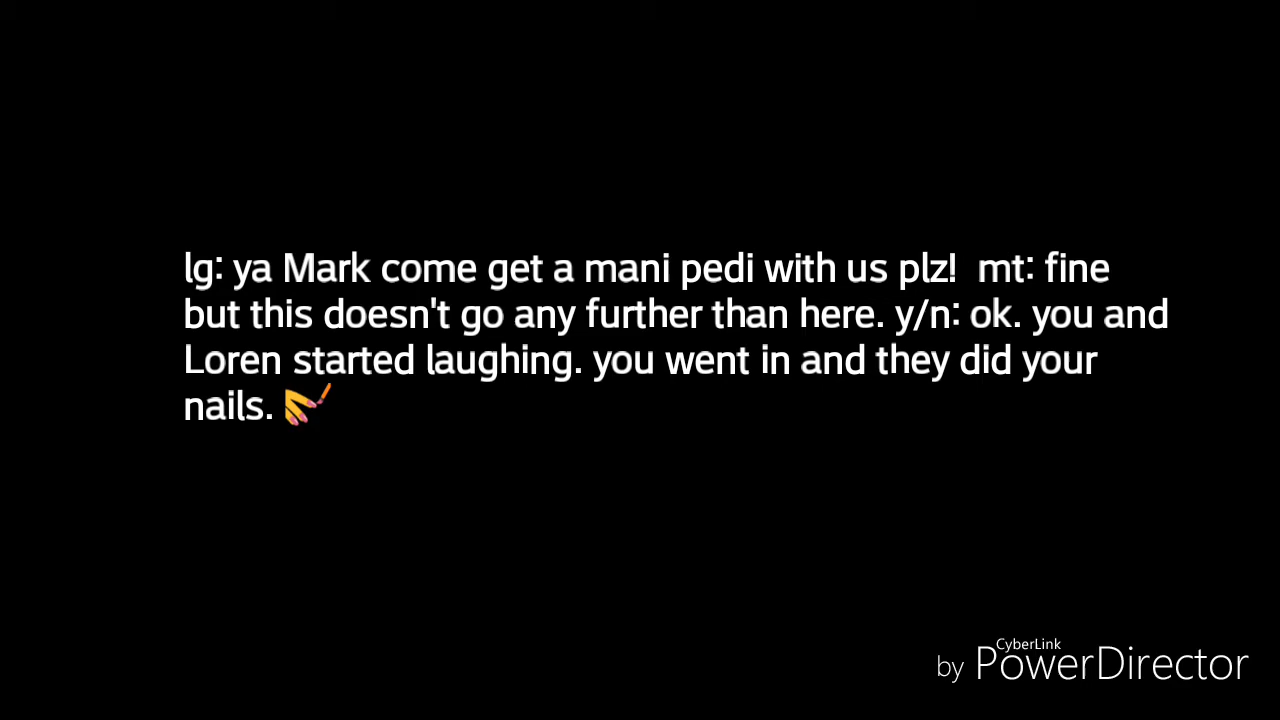 lg: ya Mark come get a mani pedi with us plz!  mt: fine
but this doesn't go any further than here. y/n: ok. you and
Loren started laughing. you went in and they did your
nails. 💅
CyberLink
by PowerDirector